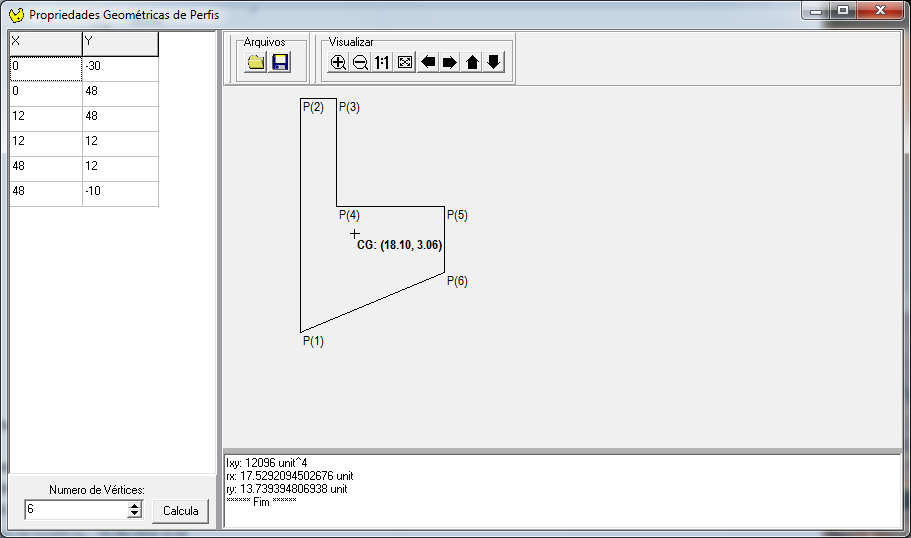 Propriedades Geométricas de Perfis
X Y
0 -30
0 48
12 48
12 12
48 12
48 -10
Numero de Vértices:
6
Calcula
Arquivos
Visualizar
1:1
P(2) P(3)
P(4) P(5)
CG: (18.10, 3.06)
P(6)
P(1)
Ixy: 12096 unit^4
rx: 17.5292094502676 unit
ry: 13.739394806938 unit
****** Fim ******